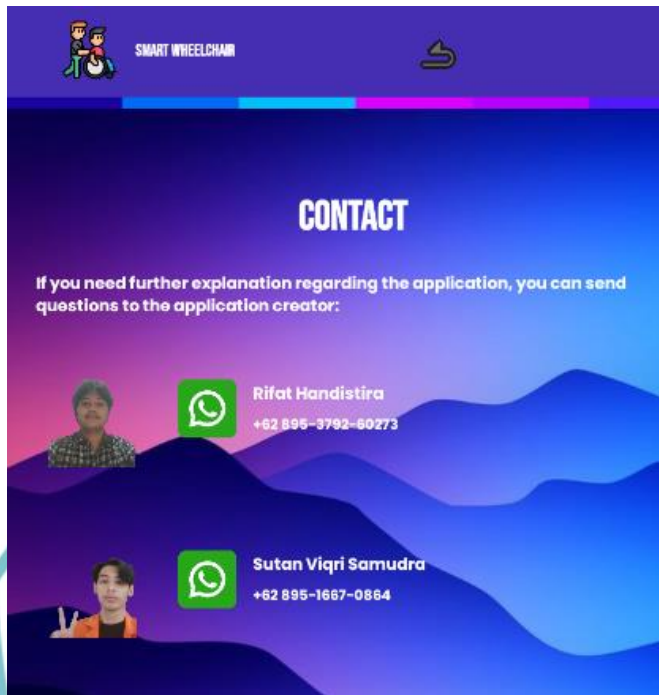 SMART WHEELCHAIR
CONTACT
If you need further explanation regarding the application, you can send
questions to the application creator:
Rifat Handistira
+62 895-3792-60273
Sutan Viqri Samudra
+62 895-1667-0864